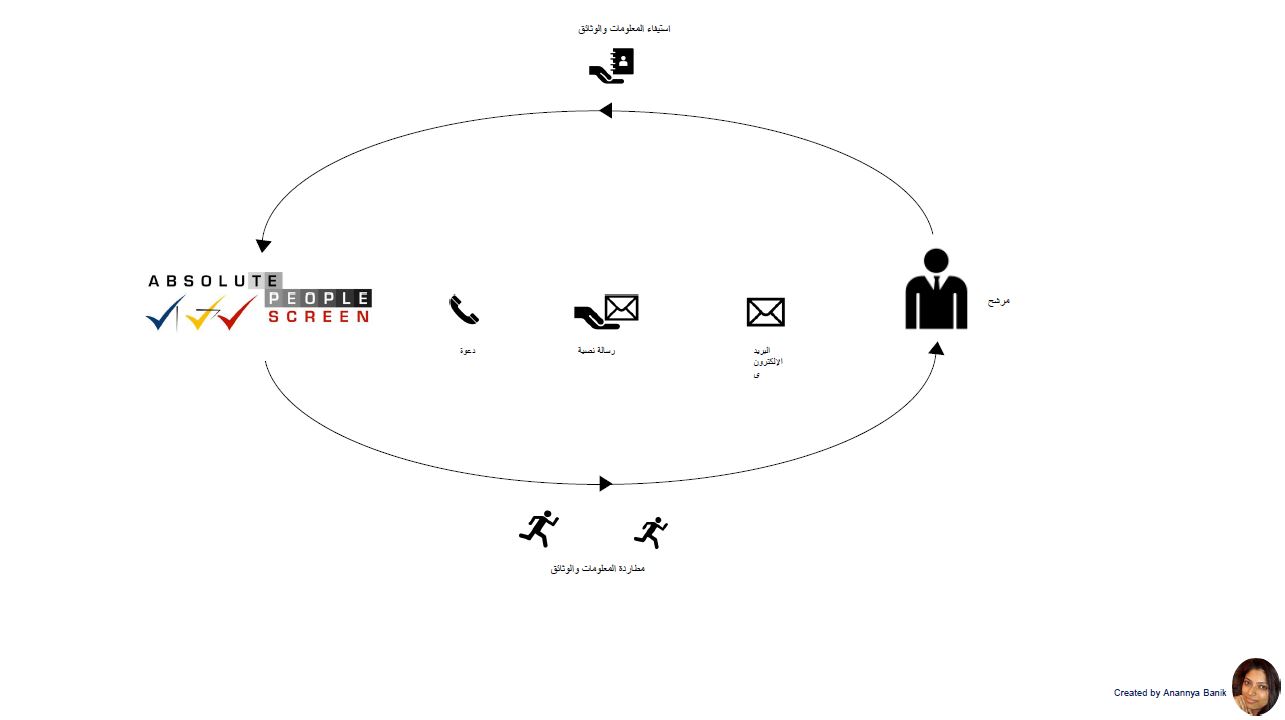 استيفاء المعلومات والوثائق
ABSOLUTE
PEOPLE
SCREEN
مرشح
دعوة
رسالة نصية
البريد
الإلكترون
ي
مطاردة المعلومات والوثائق
Created by Anannya Banik